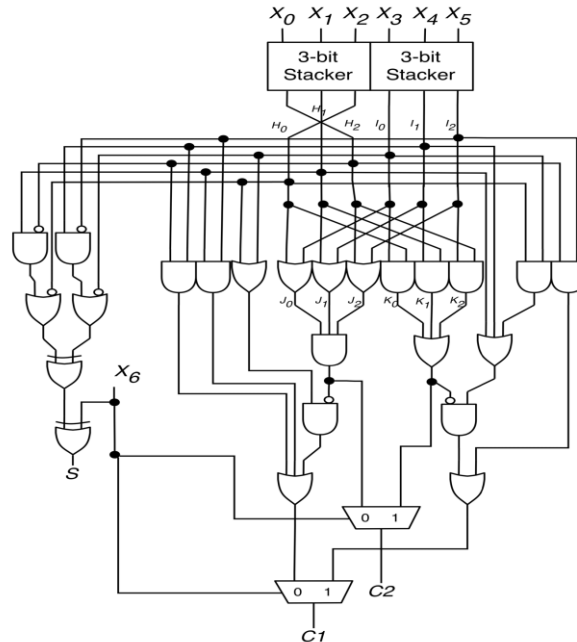 X0 X1 X2 X3 X4 X5
3-bit Stacker
3-bit Stacker
H1
H0 H2 I0 I1 I2
J0 J1 J2 K0 K1 K2
X6
S
0 1
C2
0 1
C1